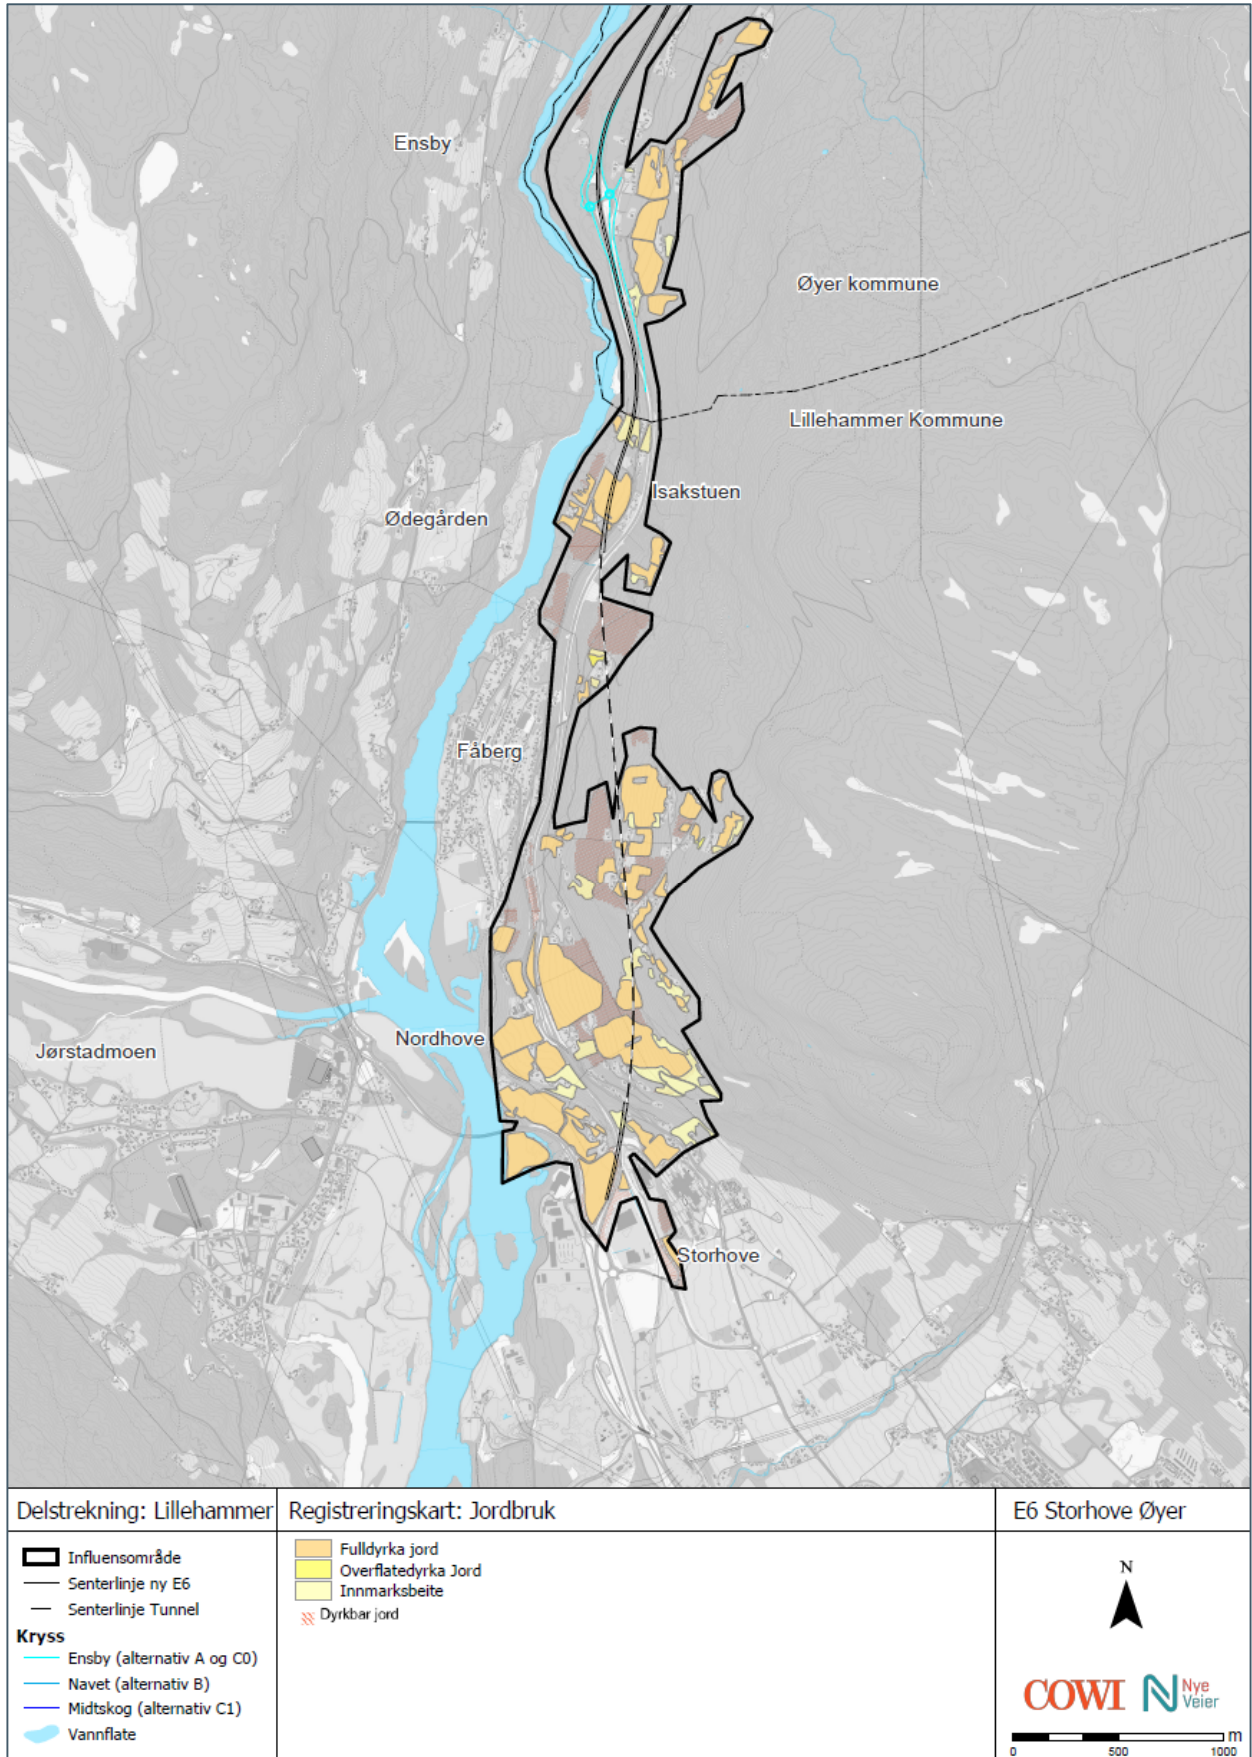 Ensby
Øyer kommune
Lillehammer Kommune
Isakstuen
Ødegården
Fåberg
Nordhove
Jørstadmoen
Storhove
Delstrekning: Lillehammer
Registreringskart: Jordbruk
E6 Storhove Øyer
Influensområde
Senterlinje ny E6
Senterlinje Tunnel
Kryss
Ensby (alternativ A og C0)
Navet (alternativ B)
Midtskog (alternativ C1)
Vannflate
Fulldyrka jord
Overflatedyrka Jord
Innmarksbeite
Dyrkbar jord
N
COWI
Nye
Veier
m
0 500 1000